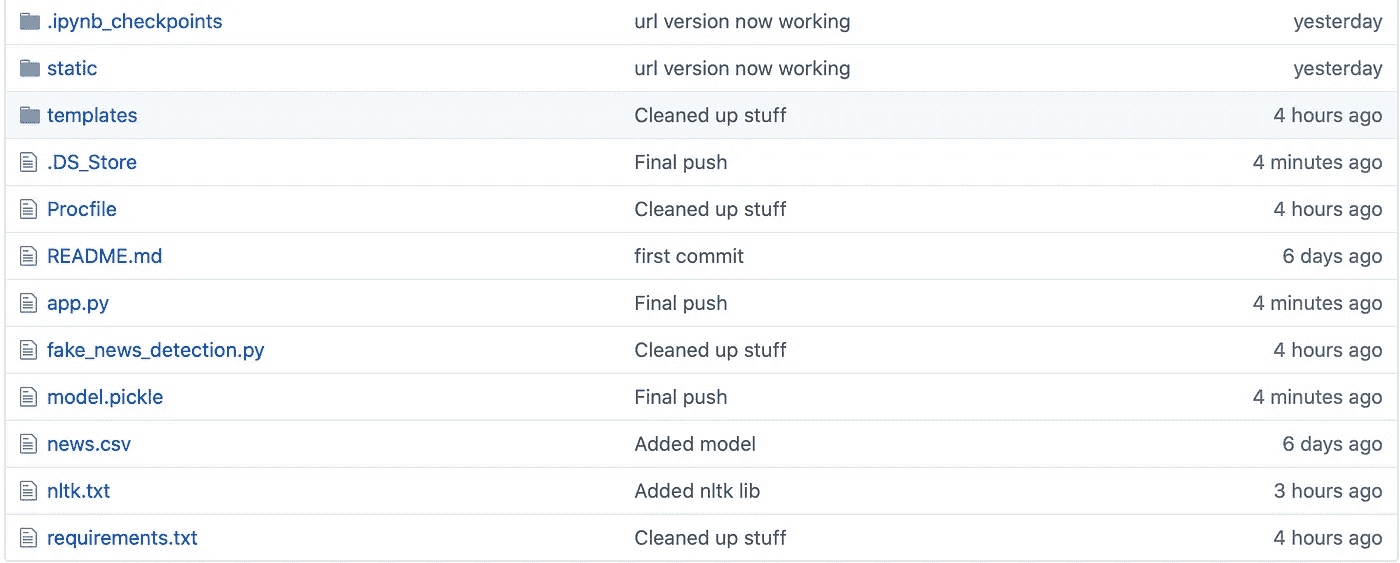 .ipynb_checkpoints url version now working yesterday
static url version now working yesterday
templates Cleaned up stuff 4 hours ago
.DS_Store Final push 4 minutes ago
Procfile Cleaned up stuff 4 hours ago
README.md first commit 6 days ago
app.py Final push 4 minutes ago
fake_news_detection.py Cleaned up stuff 4 hours ago
model.pickle Final push 4 minutes ago
news.csv Added model 6 days ago
nltk.txt Added nltk lib 3 hours ago
requirements.txt Cleaned up stuff 4 hours ago